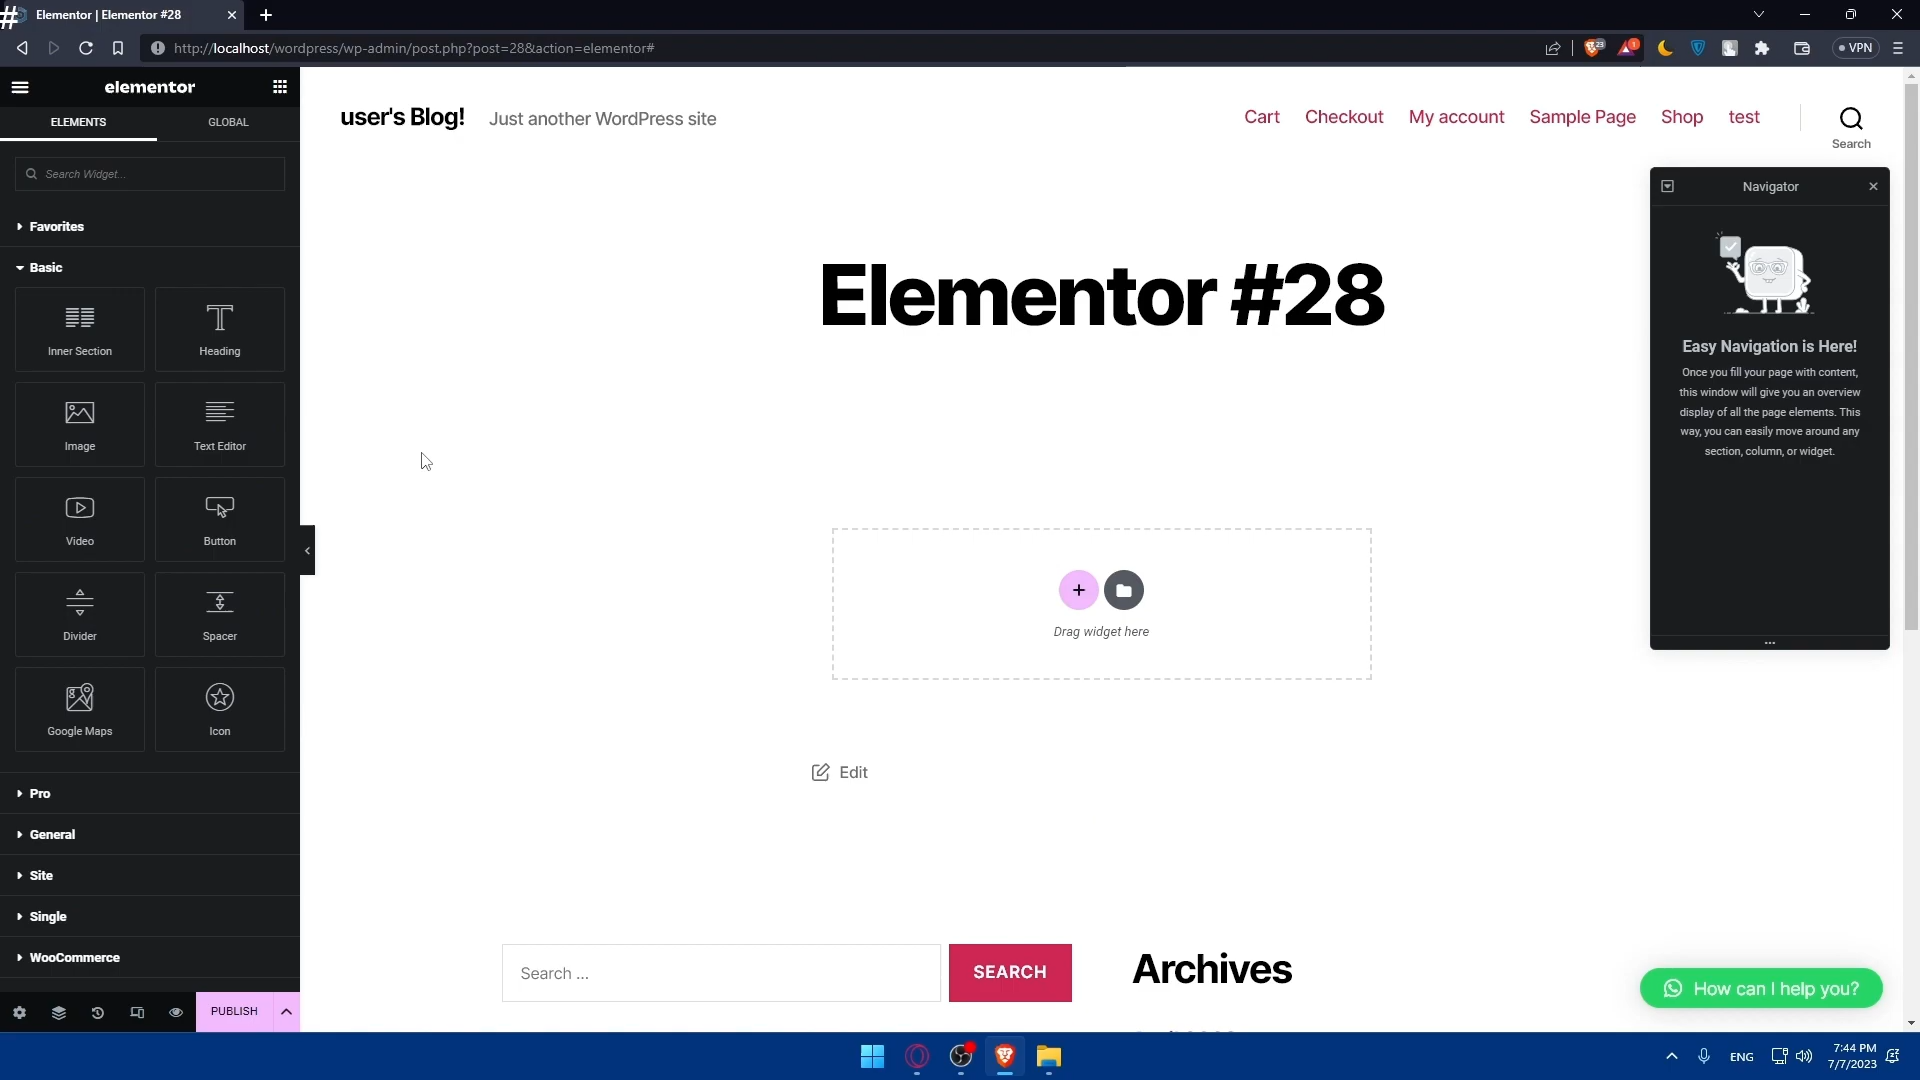 #
Elementor | Elementor #28
http://localhost/wordpress/wp-admin/post.php?post=28&action=elementor#
23
1
VPN
elementor
ELEMENTS
GLOBAL
Search Widget...
Favorites
Basic
Inner Section
Heading
Image
Text Editor
Video
Button
Divider
Spacer
Google Maps
Icon
Pro
General
Site
Single
WooCommerce
PUBLISH
user's Blog!
Just another WordPress site
Cart
Checkout
My account
Sample Page
Shop
test
Search
Elementor #28
Drag widget here
Edit
Search ...
SEARCH
Archives
Navigator
Easy Navigation is Here!
Once you fill your page with content,
this window will give you an overview
display of all the page elements. This
way, you can easily move around any
section, column, or widget.
How can I help you?
ENG
7:44 PM
7/7/2023